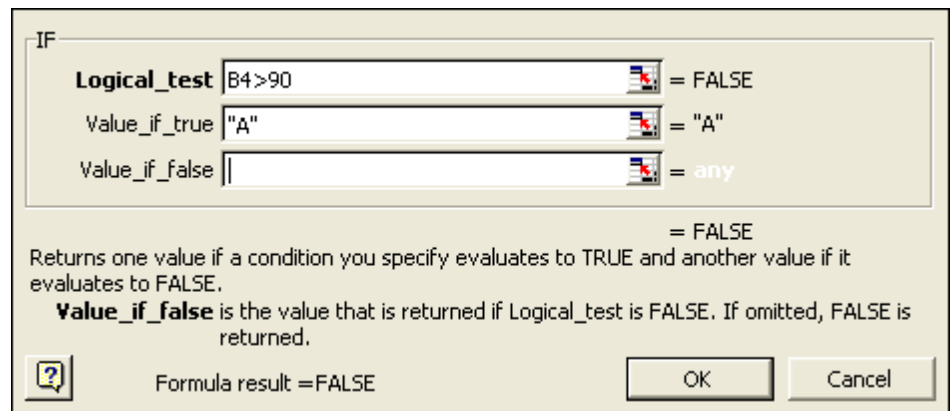 IF
Logical_test B4>90 = FALSE
Value_if_true "A" = "A"
Value_if_false = any
= FALSE
Returns one value if a condition you specify evaluates to TRUE and another value if it
evaluates to FALSE.
Value_if_false is the value that is returned if Logical_test is FALSE. If omitted, FALSE is
returned.
? Formula result =FALSE OK Cancel